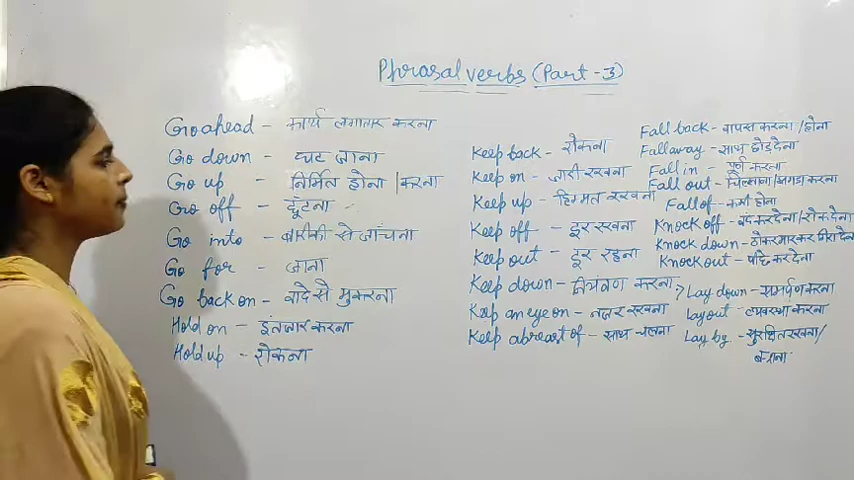 Phrasal verbs (Part-3)
Go ahead - कार्य लगातार करना
Go down - घट जाना
Go up - निर्मित होना/करना
Go off - छूटना
Go into - बारीकी से जांचना
Go for - जाना
Go back on - वादे से मुकरना
Hold on - इंतजार करना
Hold up - रोकना
Keep back - रोकना
Keep on - जारी रखना
Keep up - हिम्मत रखना
Keep off - दूर रखना
Keep out - दूर रहना
Keep down - नियंत्रण करना
Keep an eye on - नजर रखना
Keep abreast of - साथ चलना
Fall back - वापस करना/होना
Fall away - साथ छोड़ देना
Fall in - करना
Fall out - चिल्लाना/झगड़ा करना
Fall of - कमी होना
Knock off - बंद कर देना/रोक देना
Knock down - ठोकर मारकर गिरा देना
Knock out - कर देना
Lay down - समर्पण करना
Lay out - व्यवस्था करना
Lay by - सुरक्षित रखना/
बचाना